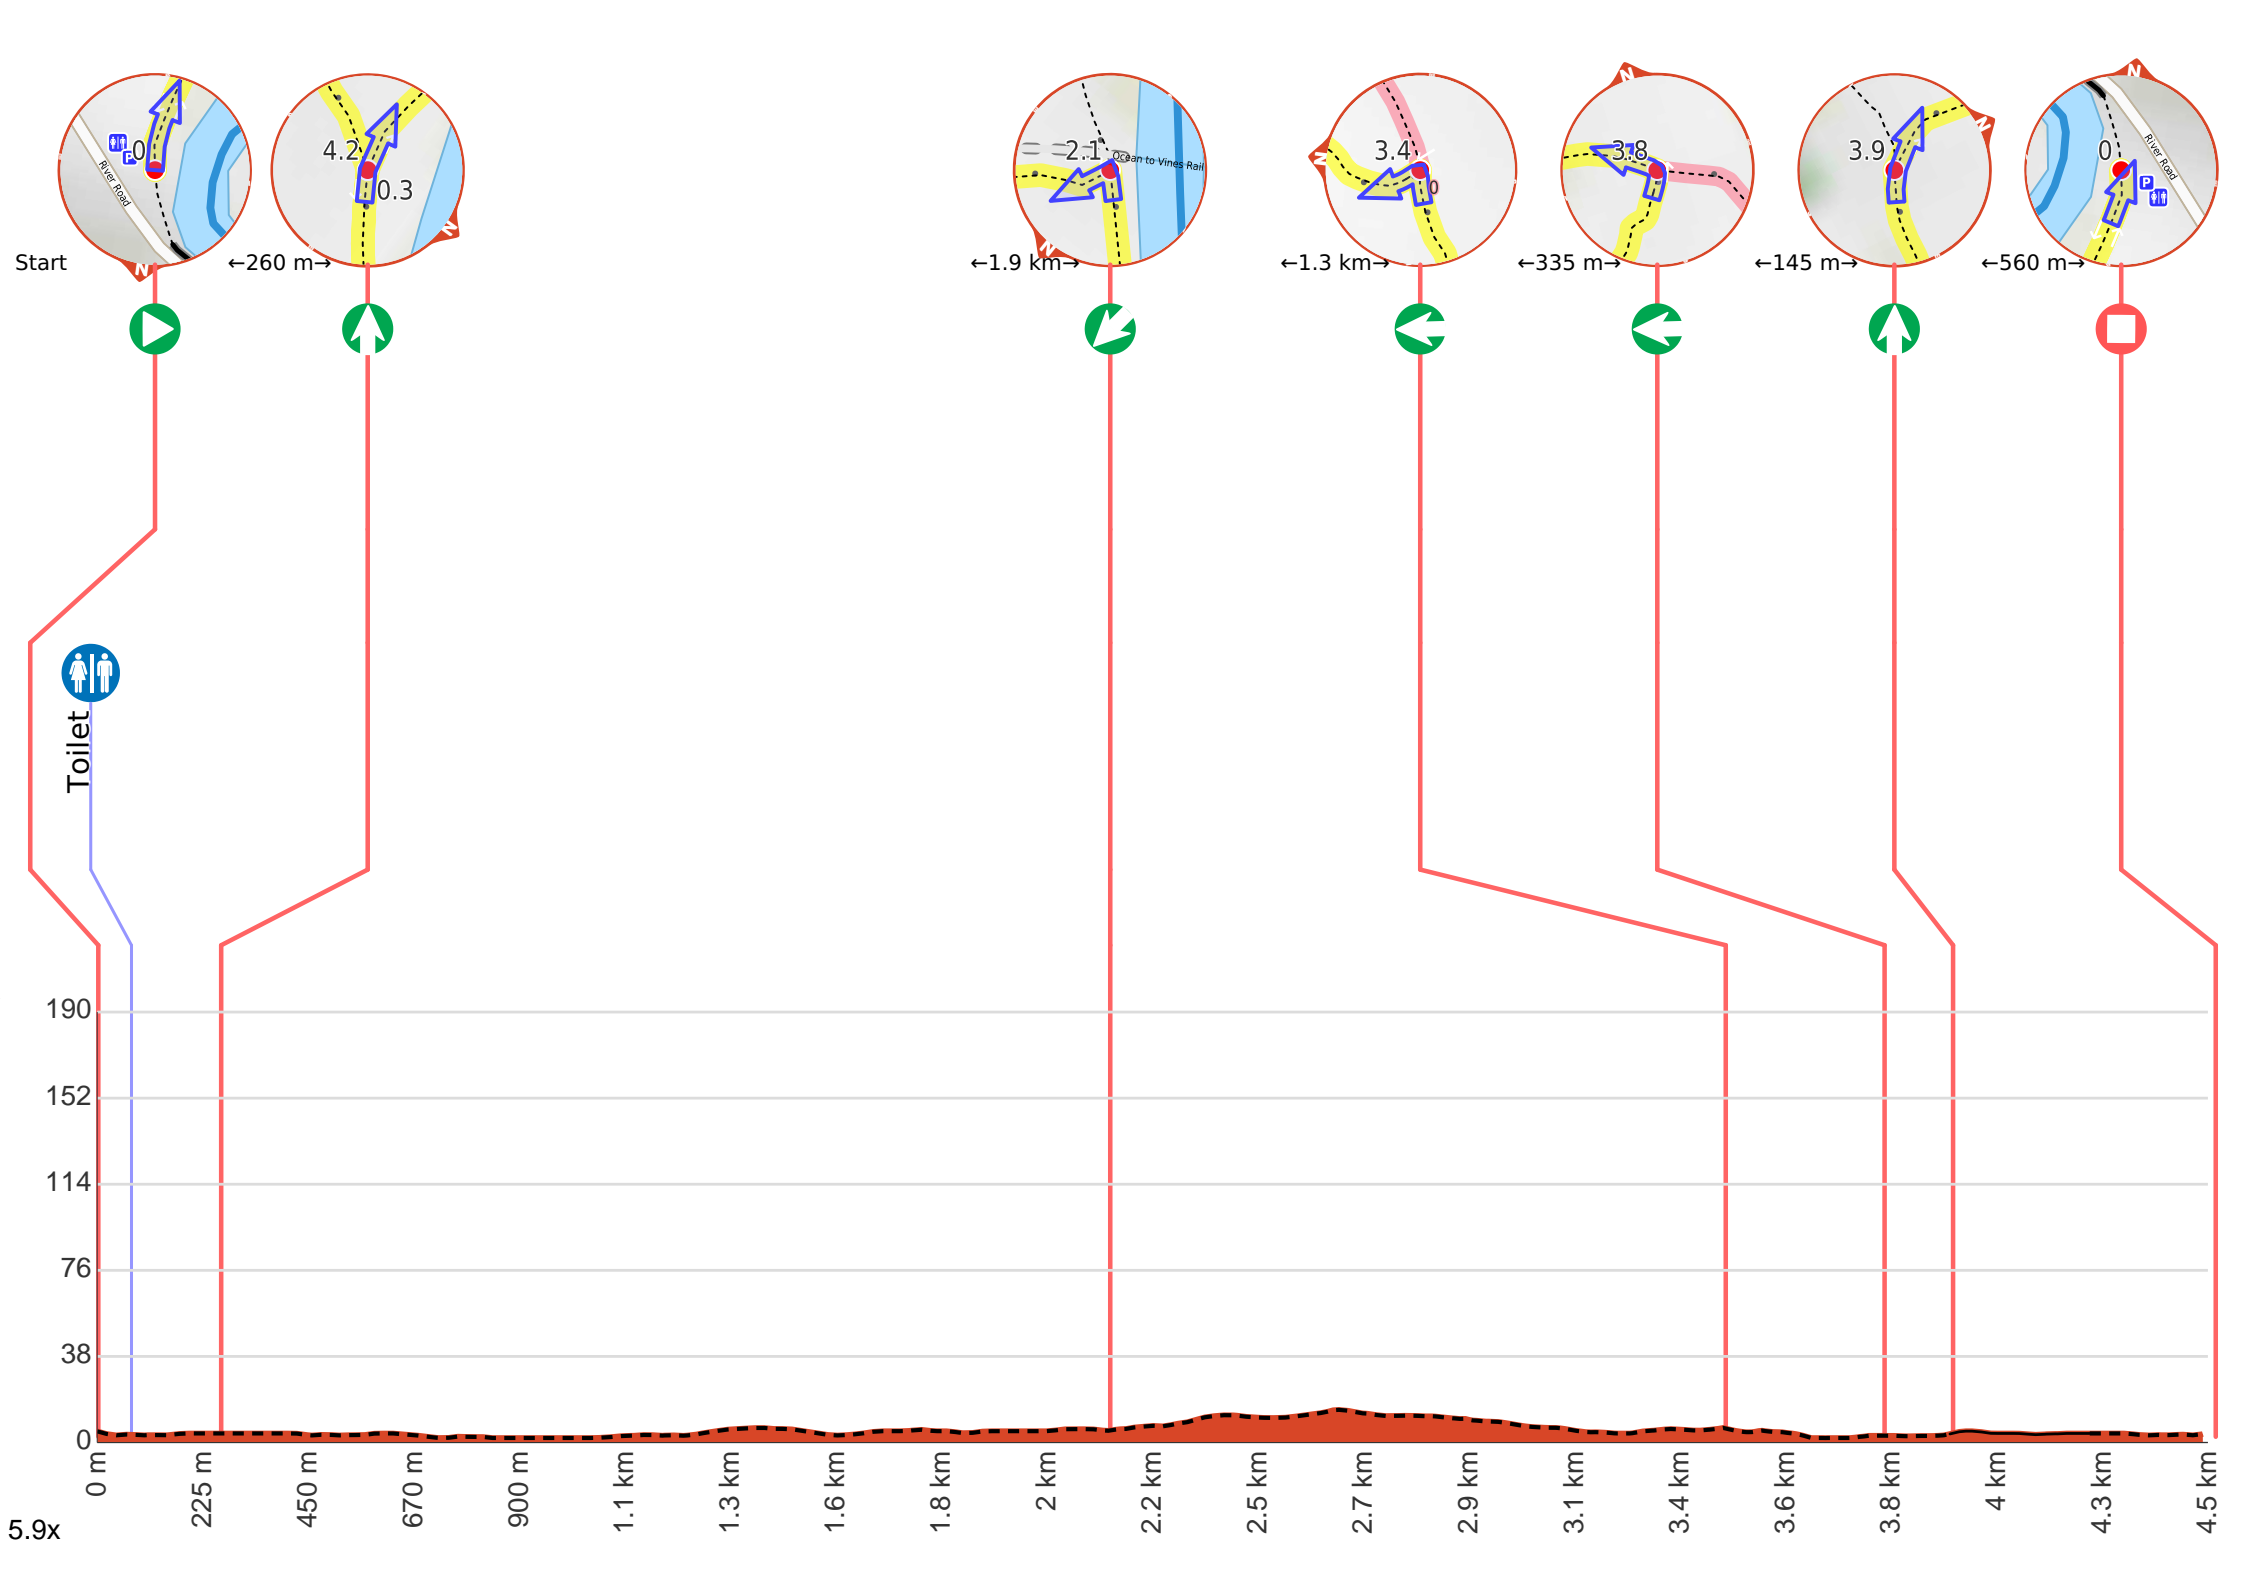 N
N
0
P
River Road
4.2
0.3
N
2.1
Ocean to Vines Rail
N
N
3.4
0
3.8
3.9
N
0
P
River Road
Start
←260 m→
←1.9 km→
←1.3 km→
←335 m→
←145 m→
←560 m→
N
Toilet
190
152
114
76
38
0
0 m
225 m
450 m
670 m
900 m
1.1 km
1.3 km
1.6 km
1.8 km
2 km
2.2 km
2.5 km
2.7 km
2.9 km
3.1 km
3.4 km
3.6 km
3.8 km
4 km
4.3 km
4.5 km
5.9x